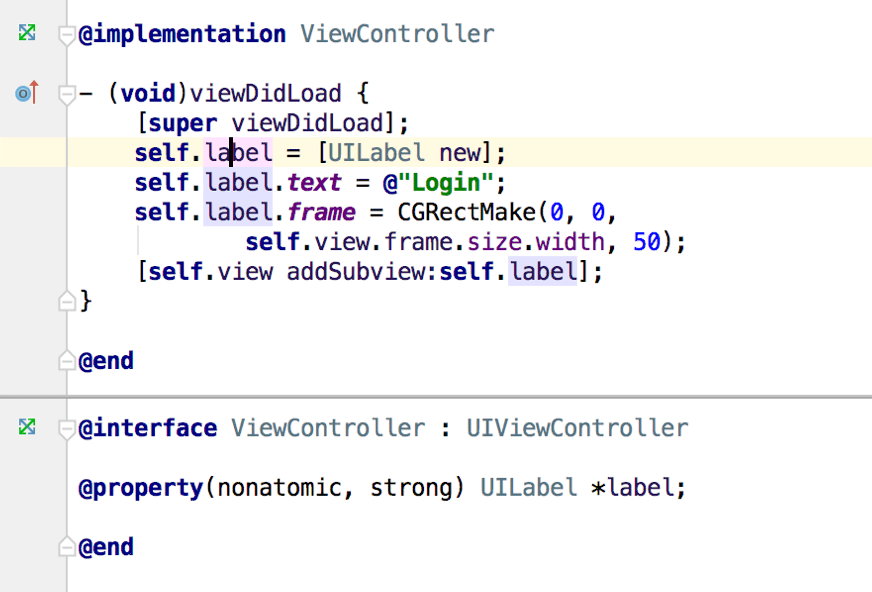 @implementation ViewController
- (void)viewDidLoad {
[super viewDidLoad];
self.label = [UILabel new];
self.label.text = @"Login";
self.label.frame = CGRectMake(0, 0,
self.view.frame.size.width, 50);
[self.view addSubview:self.label];
}
@end
@interface ViewController : UIViewController
@property(nonatomic, strong) UILabel *label;
@end